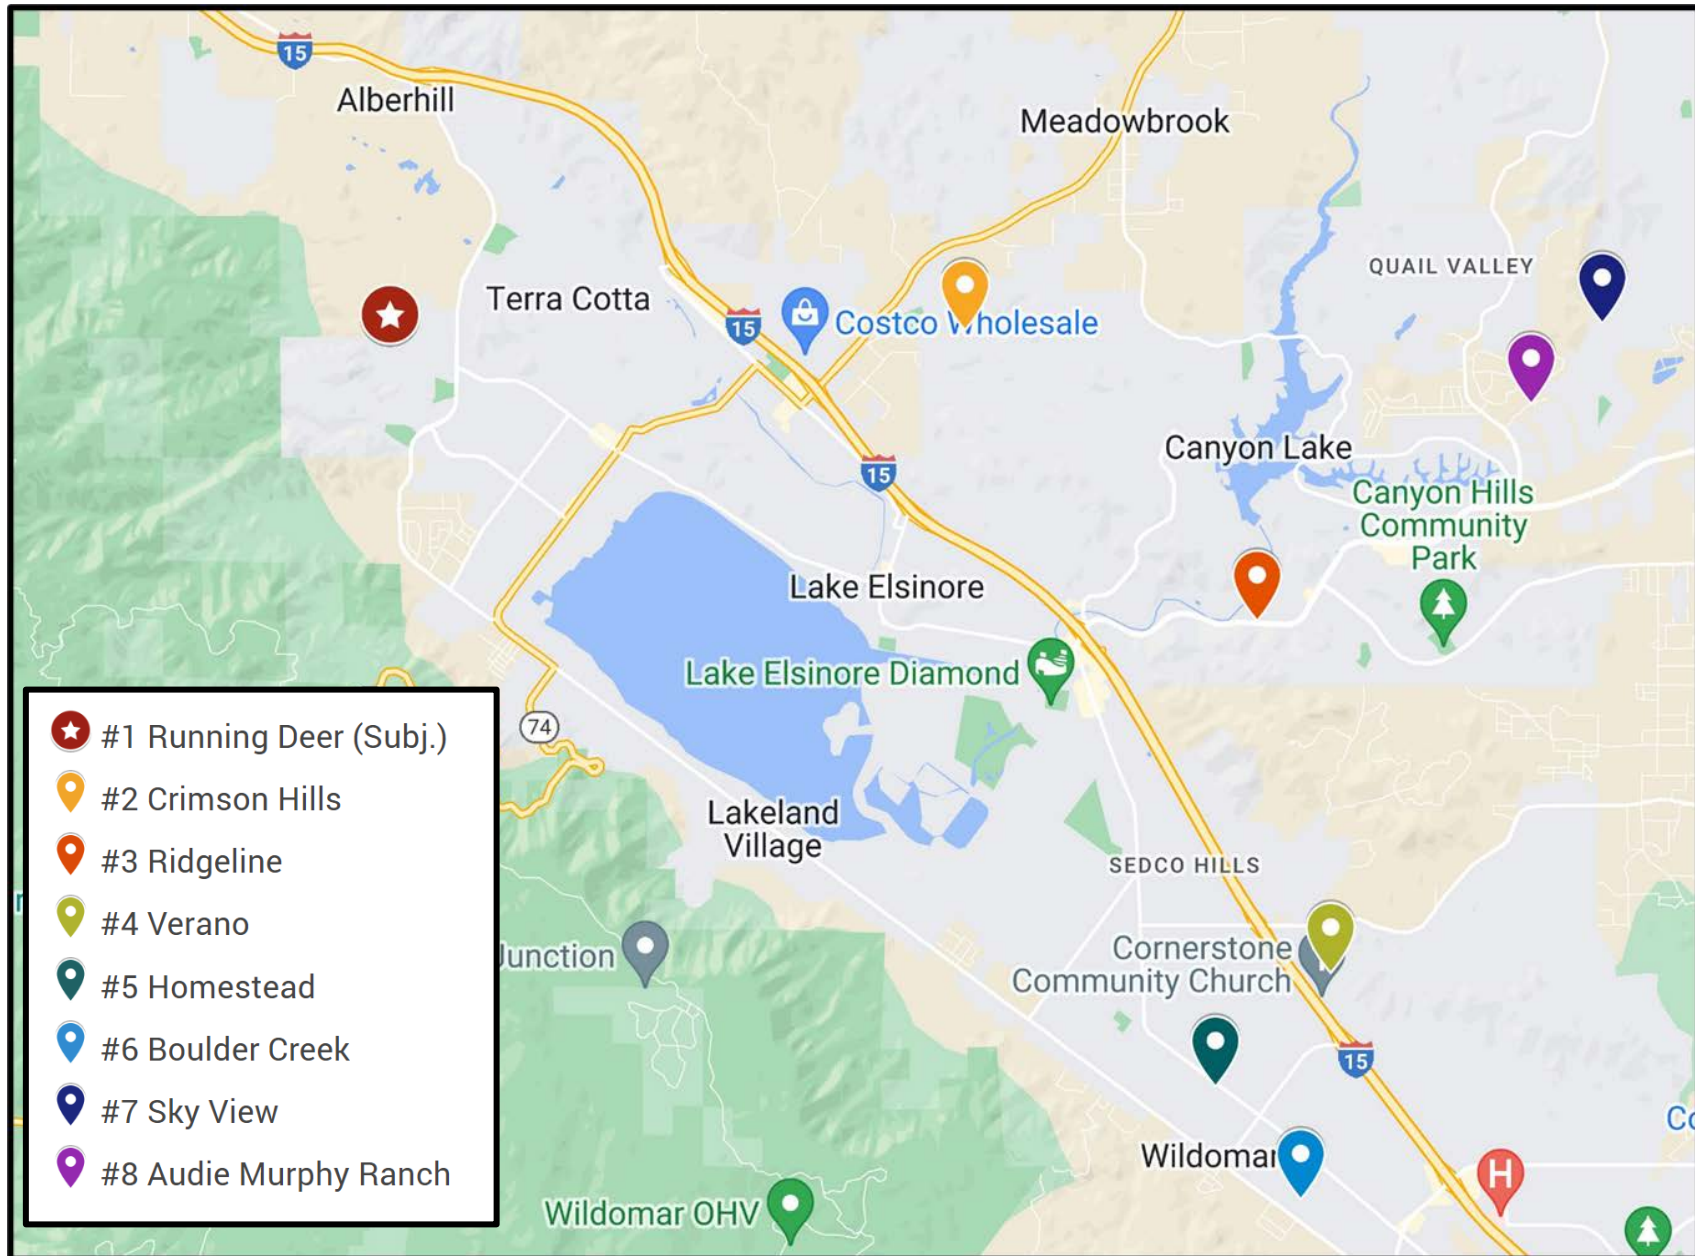 15
Alberhill
Meadowbrook
QUAIL VALLEY
Terra Cotta
15
Costco Wholesale
Canyon Lake
15
Canyon Hills
Community
Park
Lake Elsinore
Lake Elsinore Diamond
74
Lakeland
Village
SEDCO HILLS
Junction
Cornerstone
Community Church
15
Wildomar
H
Wildomar OHV
#1 Running Deer (Subj.)
#2 Crimson Hills
#3 Ridgeline
#4 Verano
#5 Homestead
#6 Boulder Creek
#7 Sky View
#8 Audie Murphy Ranch